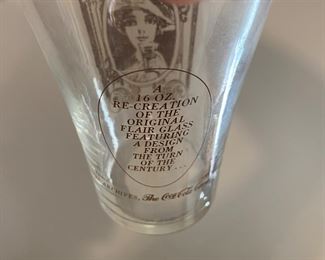 A
16 OZ.
RE-CREATION
OF THE
ORIGINAL
FLAIR GLASS
FEATURING
A DESIGN
FROM
THE TURN
OF THE
CENTURY...
ARCHIVES, The Coca-Cola